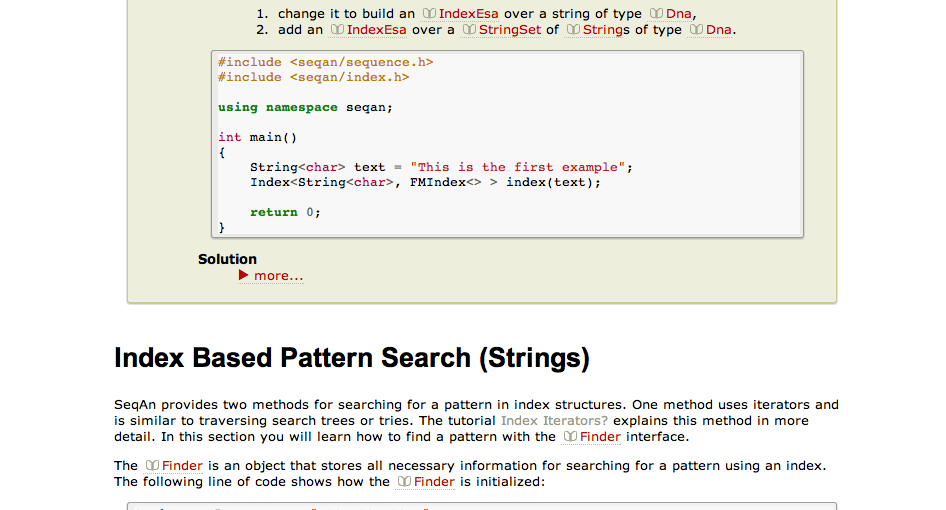 1. change it to build an IndexEsa over a string of type Dna,
2. add an IndexEsa over a StringSet of Strings of type Dna.
#include <seqan/sequence.h>
#include <seqan/index.h>
using namespace seqan;
int main()
{
String<char> text = "This is the first example";
Index<String<char>, FMIndex<> > index(text);
return 0;
}
Solution
more...
Index Based Pattern Search (Strings)
SeqAn provides two methods for searching for a pattern in index structures. One method uses iterators and
is similar to traversing search trees or tries. The tutorial Index Iterators? explains this method in more
detail. In this section you will learn how to find a pattern with the Finder interface.
The Finder is an object that stores all necessary information for searching for a pattern using an index.
The following line of code shows how the Finder is initialized: